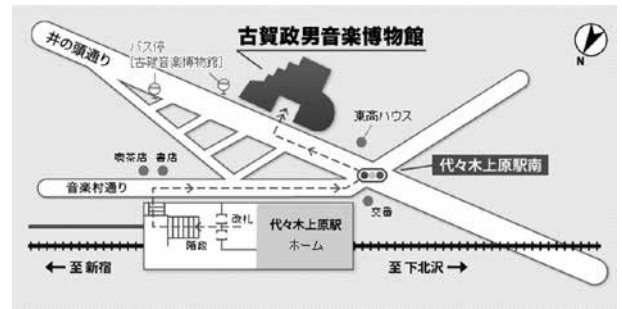 古賀政男音楽博物館
井の頭通り
バス停
[古賀音楽博物館]
N
東高ハウス
喫茶店
書店
代々木上原駅南
音楽村通り
交番
改札
階段
代々木上原駅
ホーム
← 至新宿
至下北沢 →